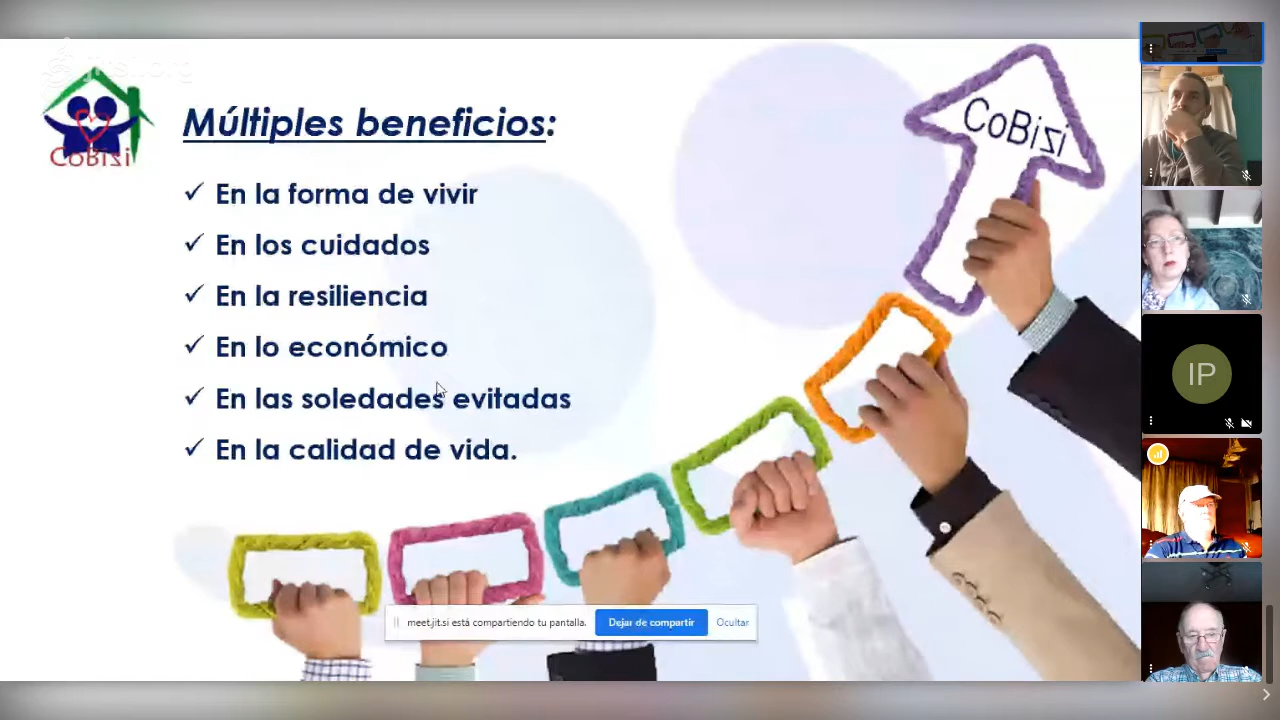 Múltiples beneficios:
✓ En la forma de vivir
✓ En los cuidados
✓ En la resiliencia
✓ En lo económico
✓ En las soledades evitadas
✓ En la calidad de vida.
CoBizi
CoBizi
meet.jit.si está compartiendo tu pantalla.
Dejar de compartir
Ocultar
IP